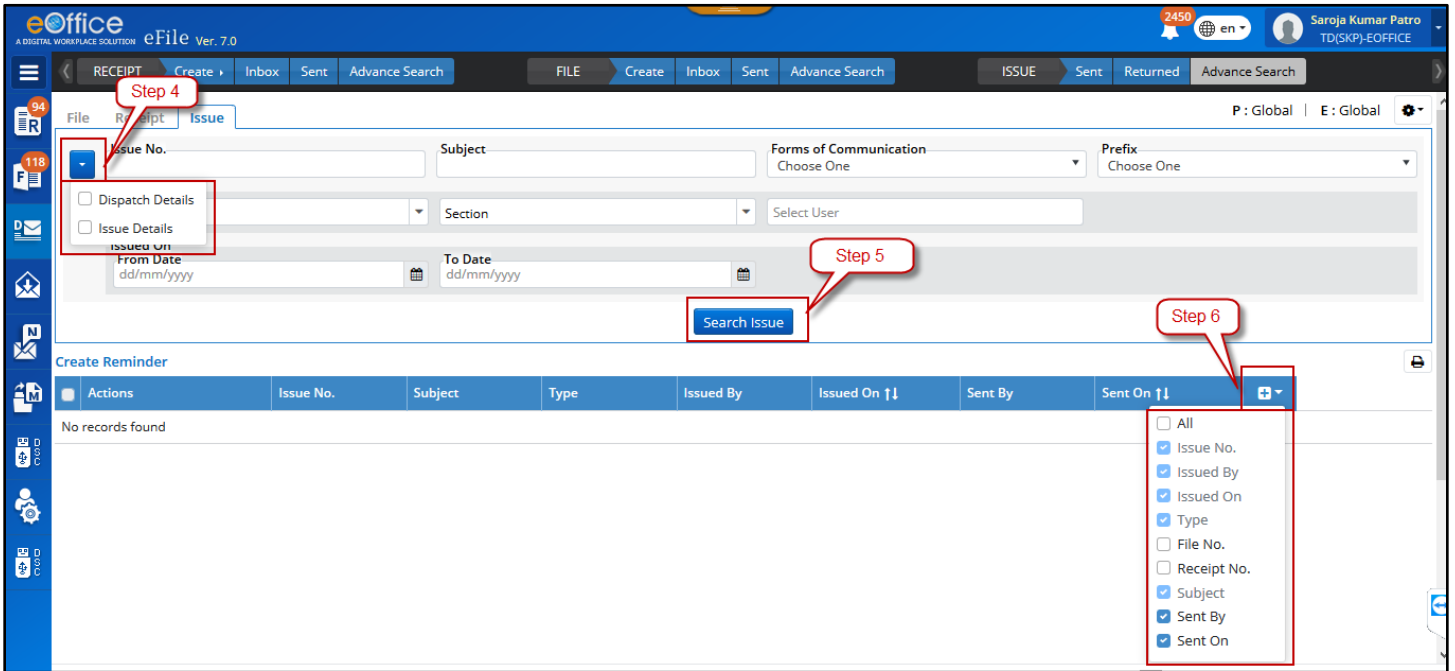 eOffice
A DIGITAL WORKPLACE SOLUTION eFile Ver. 7.0
2450 en Saroja Kumar Patro
TD(SKP)-EOFFICE
RECEIPT Create Inbox Sent Advance Search FILE Create Inbox Sent Advance Search ISSUE Sent Returned Advance Search
Step 4
94
R
File Receipt Issue P : Global | E : Global
Issue No. Subject Forms of Communication Prefix
Choose One Choose One
118
F
Dispatch Details
Section Select User
Issue Details
D
Issued On
From Date To Date
dd/mm/yyyy dd/mm/yyyy
Step 5
Search Issue
Step 6
N
Create Reminder
Actions Issue No. Subject Type Issued By Issued On Sent By Sent On
M
No records found
All
Issue No.
Issued By
Issued On
Type
File No.
Receipt No.
Subject
Sent By
Sent On
DSC
DSC